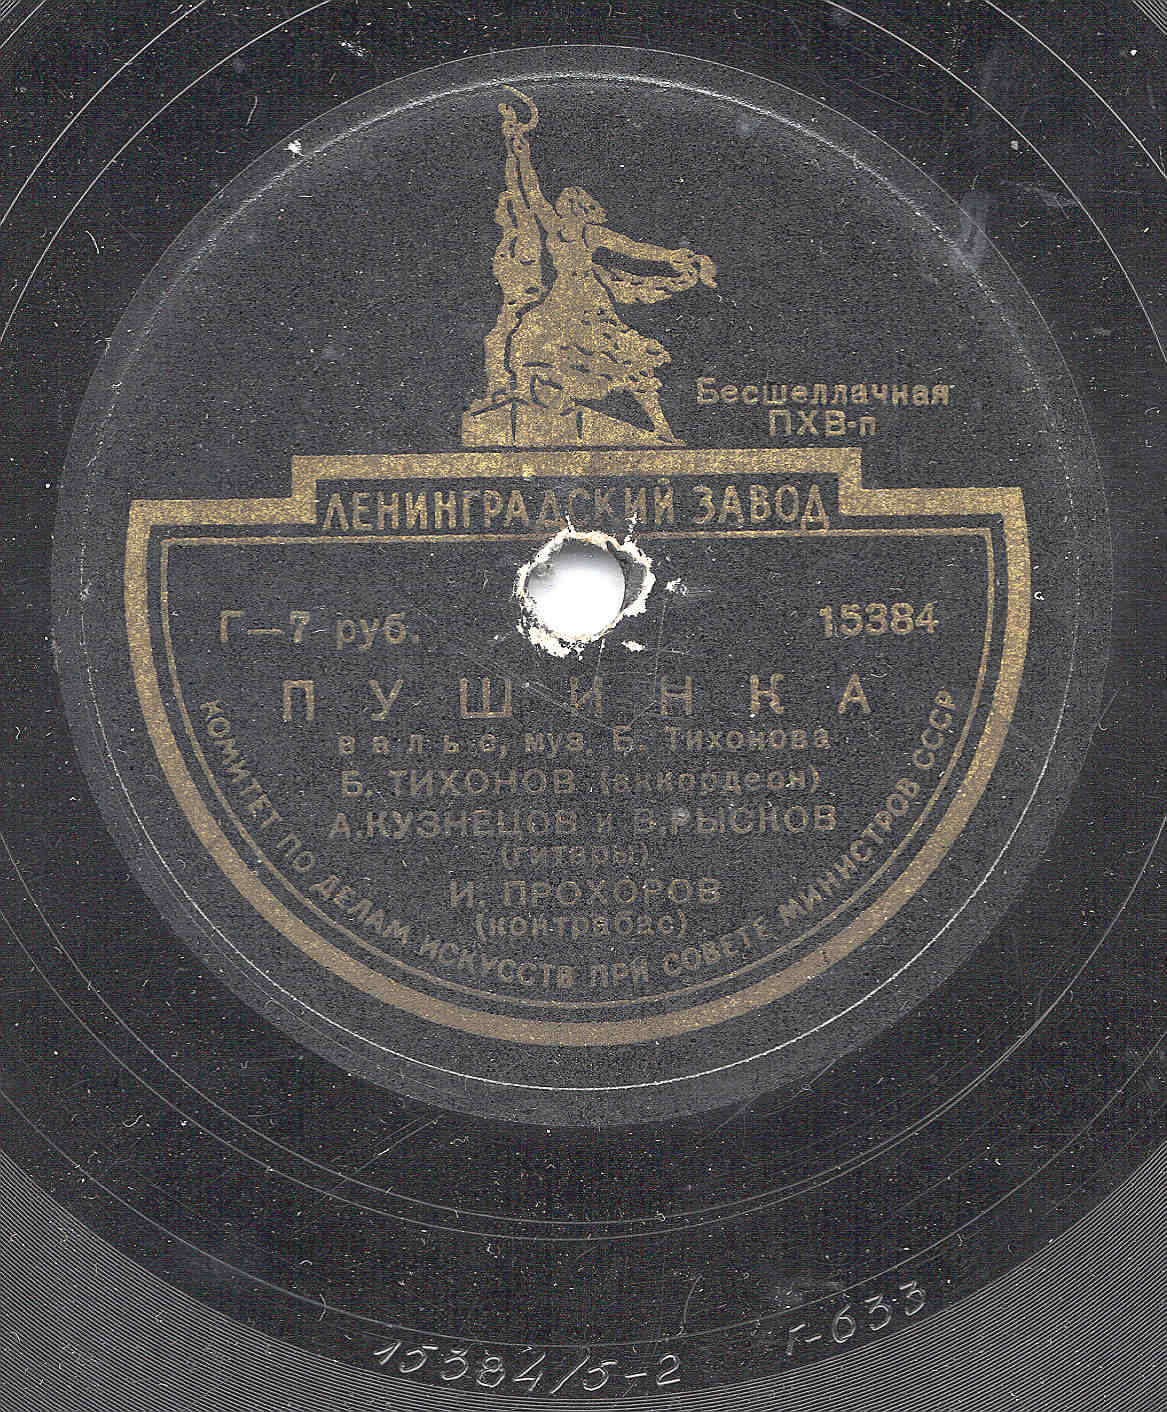 Бесшеллачная
ПХВ-п
ЛЕНИНГРАДСКИЙ ЗАВОД
Г—7 руб.
15384
ПУШИНКА
вальс, муз. Б. Тихонова
Б. ТИХОНОВ (аккордеон)
А.КУЗНЕЦОВ и В.РЫСКОВ
(гитары)
И. ПРОХОРОВ
(контрабас)
КОМИТЕТ ПО ДЕЛАМ ИСКУССТВ ПРИ СОВЕТЕ МИНИСТРОВ СССР
15384/5-2
Г-633